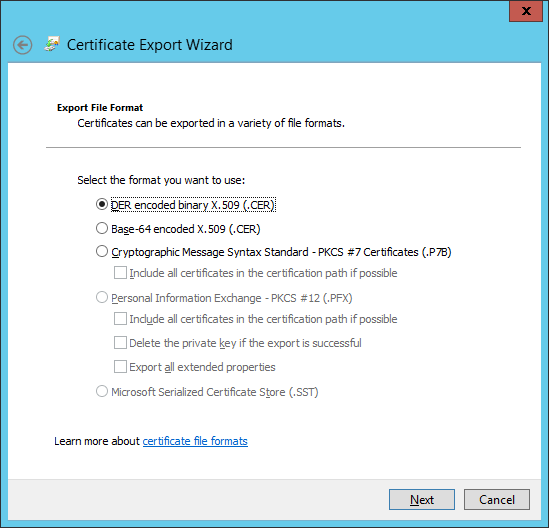 x
Certificate Export Wizard
Export File Format
Certificates can be exported in a variety of file formats.
Select the format you want to use:
DER encoded binary X.509 (.CER)
Base-64 encoded X.509 (.CER)
Cryptographic Message Syntax Standard - PKCS #7 Certificates (.P7B)
Include all certificates in the certification path if possible
Personal Information Exchange - PKCS #12 (.PFX)
Include all certificates in the certification path if possible
Delete the private key if the export is successful
Export all extended properties
Microsoft Serialized Certificate Store (.SST)
Learn more about certificate file formats
Next Cancel